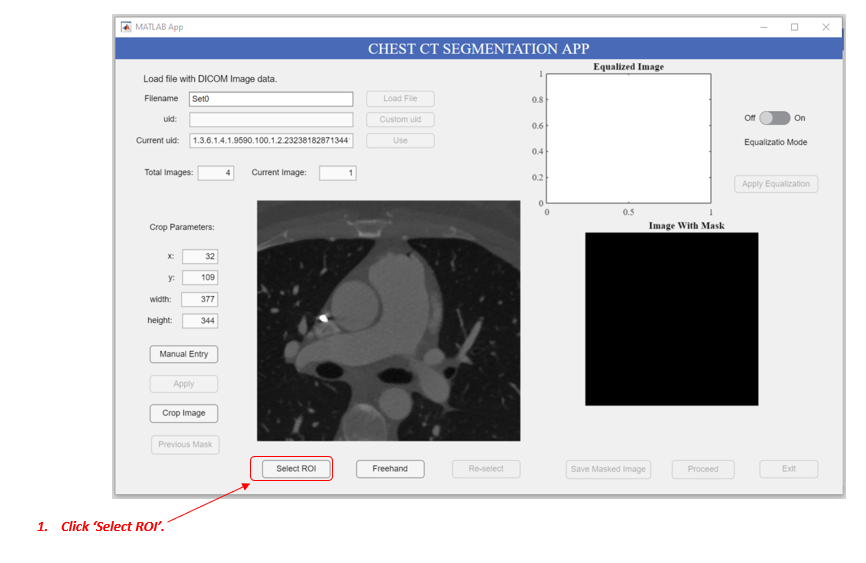 MATLAB App
CHEST CT SEGMENTATION APP
Load file with DICOM Image data.
Filename Set0 Load File
uid: Custom uid
Current uid: 1.3.6.1.4.1.9590.100.1.2.23238182871344 Use
Total Images: 4 Current Image: 1
Equalized Image
1
0.8
0.6
0.4
0.2
0
0 0.5 1
Off On
Equalizatio Mode
Apply Equalization
Image With Mask
Crop Parameters:
x: 32
y: 109
width: 377
height: 344
Manual Entry
Apply
Crop Image
Previous Mask
Select ROI Freehand Re-select Save Masked Image Proceed Exit
1. Click ‘Select ROI’.